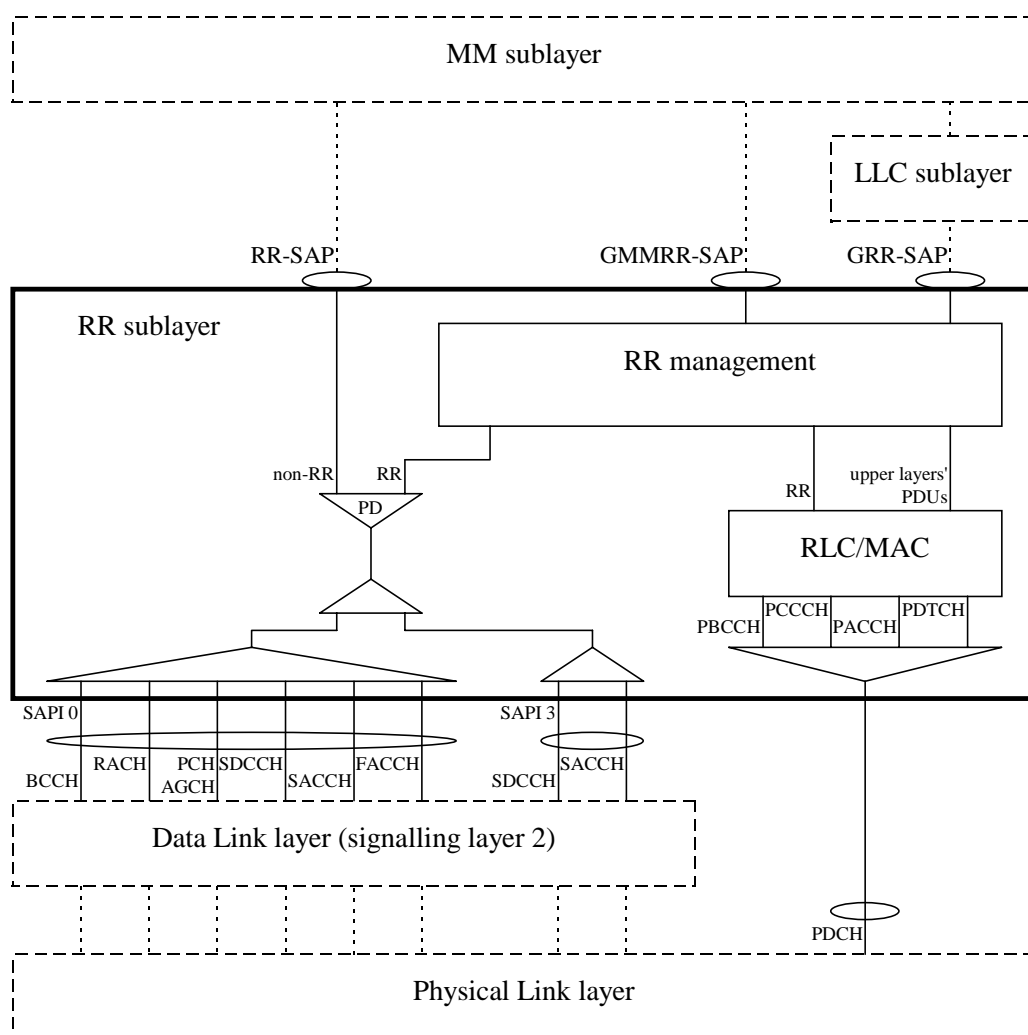 MM sublayer
LLC sublayer
RR-SAP
GMMRR-SAP
GRR-SAP
RR sublayer
RR management
non-RR
RR
PD
RR
upper layers'
PDUs
RLC/MAC
PBCCH
PCCCH
PACCH
PDTCH
SAPI 0
SAPI 3
BCCH
RACH
PCH
AGCH
SDCCH
SACCH
FACCH
SDCCH
SACCH
Data Link layer (signalling layer 2)
PDCH
Physical Link layer